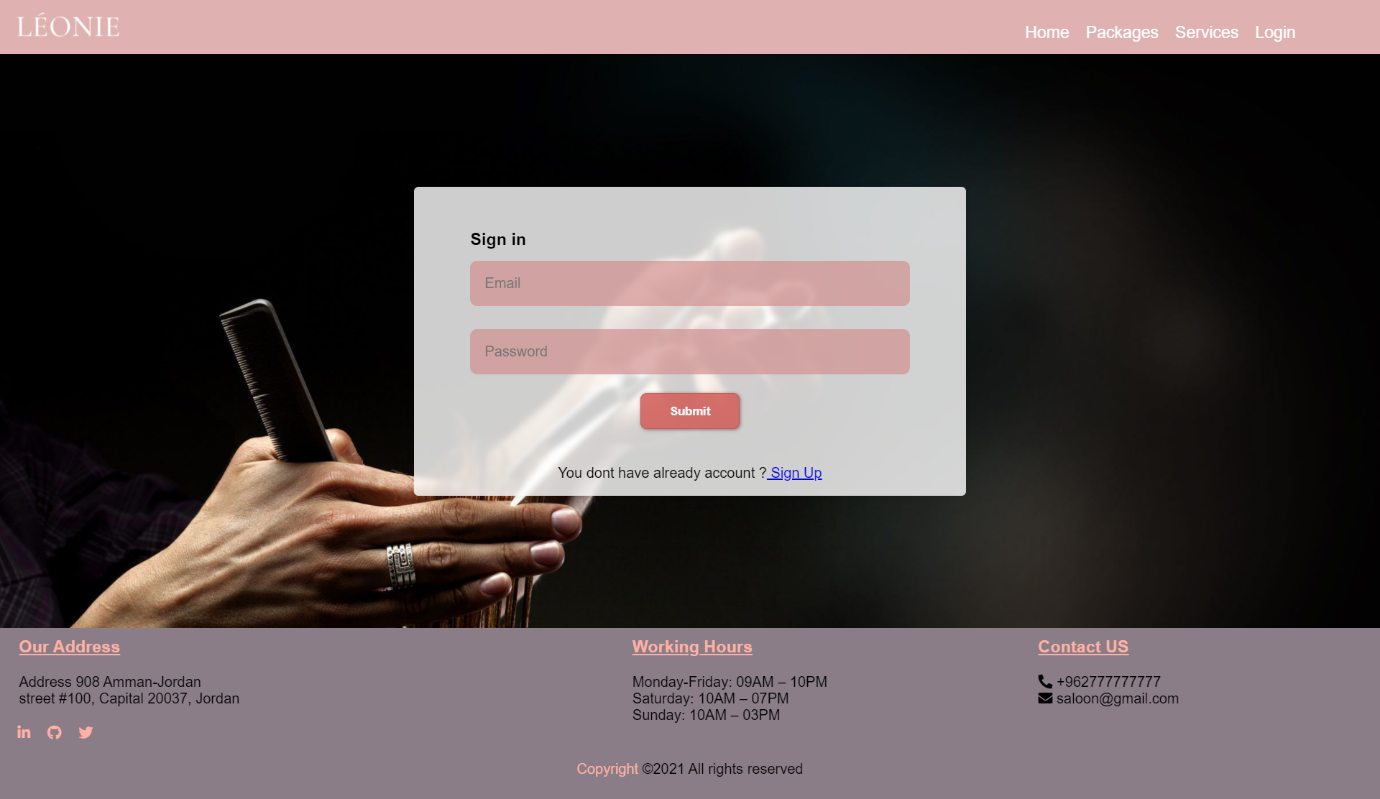 LÉONIE
Home Packages Services Login
Sign in
Email
Password
Submit
You dont have already account ? Sign Up
Our Address
Address 908 Amman-Jordan
street #100, Capital 20037, Jordan
Working Hours
Monday-Friday: 09AM – 10PM
Saturday: 10AM – 07PM
Sunday: 10AM – 03PM
Contact US
+962777777777
saloon@gmail.com
Copyright ©2021 All rights reserved